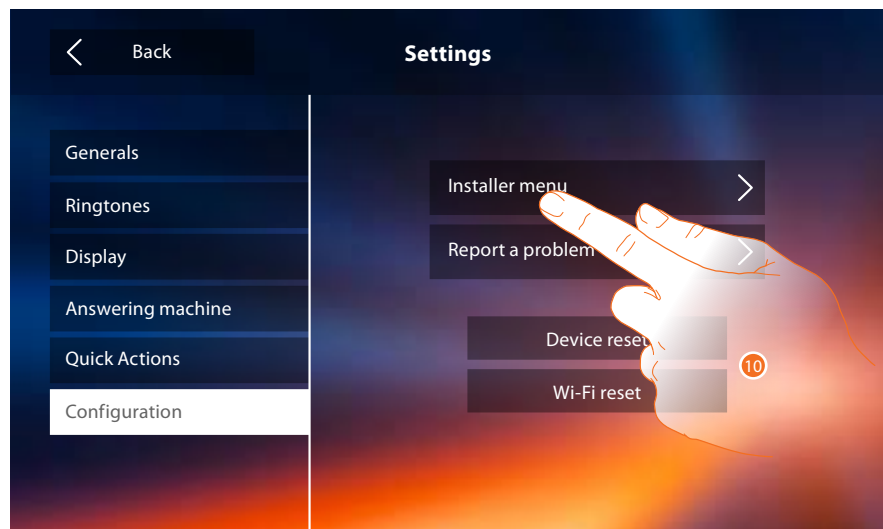 Back
Settings
Generals
Ringtones
Display
Answering machine
Quick Actions
Configuration
Installer menu
Report a problem
Device reset
Wi-Fi reset
10